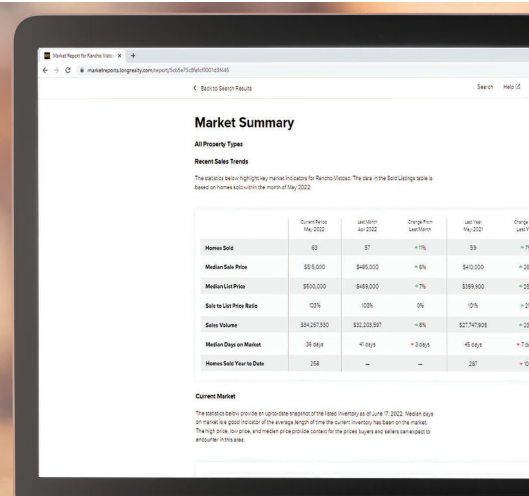 Market Report for Rancho Vistoso × +
marketreports.longrealty.com/report/
Back to Search Results Search Help
Market Summary
All Property Types
Recent Sales Trends
The statistics below highlight key market indicators for Rancho Vistoso. The data in the Sold Listings table is
based on homes sold within the month of May 2022
Current Period Last Month Change From Last Year Change
May 2022 Apr 2022 Last Month May 2021 Last Y
Homes Sold 63 57 11% 59
Median Sale Price $515,000 $485,000 6% $410,000
Median List Price $500,000 $469,000 7% $399,900
Sale to List Price Ratio 103% 103% 0% 101%
Sales Volume $34,287,530 $32,203,597 6% $27,747,908
Median Days on Market 38 days 41 days 3 days 45 days 7 da
Homes Sold Year to Date 258 – – 287
Current Market
The statistics below provide an up-to-date snapshot of the listed inventory as of June 17, 2022. Median days
on market is a good indicator of the average length of time the current inventory has been on the market.
The high price, low price, and median price provide context for the prices buyers and sellers can expect to
encounter in this area.